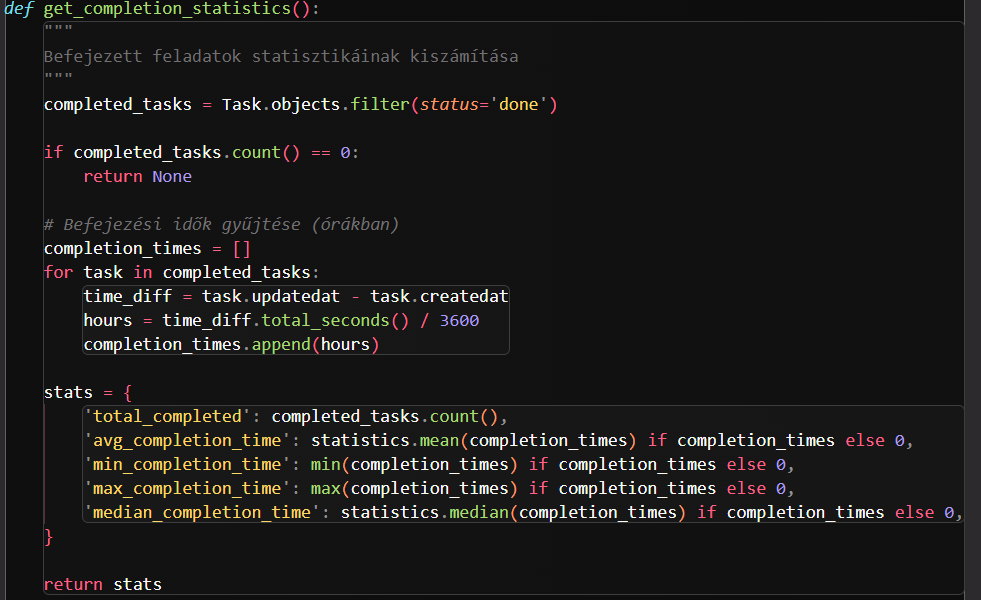 def get_completion_statistics():
    """
    Befejezett feladatok statisztikáinak kiszámítása
    """
    completed_tasks = Task.objects.filter(status='done')

    if completed_tasks.count() == 0:
        return None

    # Befejezési idők gyűjtése (órákban)
    completion_times = []
    for task in completed_tasks:
        time_diff = task.updatedat - task.createdat
        hours = time_diff.total_seconds() / 3600
        completion_times.append(hours)

    stats = {
        'total_completed': completed_tasks.count(),
        'avg_completion_time': statistics.mean(completion_times) if completion_times else 0,
        'min_completion_time': min(completion_times) if completion_times else 0,
        'max_completion_time': max(completion_times) if completion_times else 0,
        'median_completion_time': statistics.median(completion_times) if completion_times else 0,
    }

    return stats